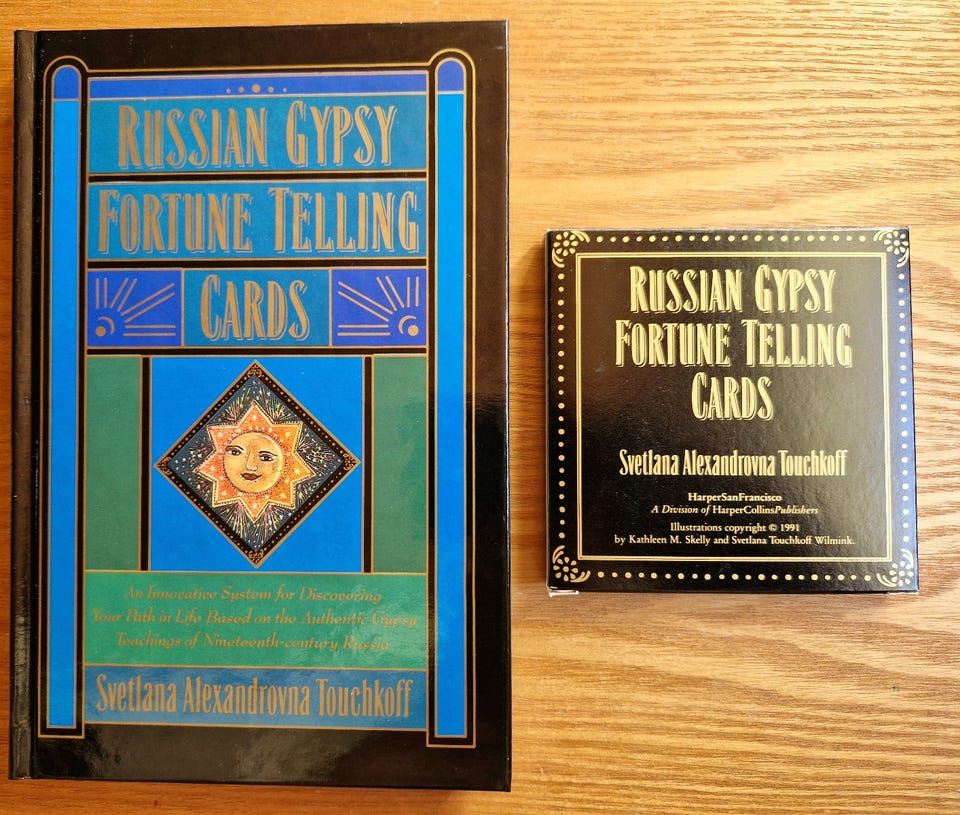 RUSSIAN GYPSY
FORTUNE TELLING
CARDS
An Innovative System for Discovering
Your Path in Life Based on the Authentic Gypsy
Teachings of Nineteenth-century Russia
Svetlana Alexandrovna Touchkoff
RUSSIAN GYPSY
FORTUNE TELLING
CARDS
Svetlana Alexandrovna Touchkoff
HarperSanFrancisco
A Division of HarperCollinsPublishers
Illustrations copyright © 1991
by Kathleen M. Skelly and Svetlana Touchkoff Wilmink.